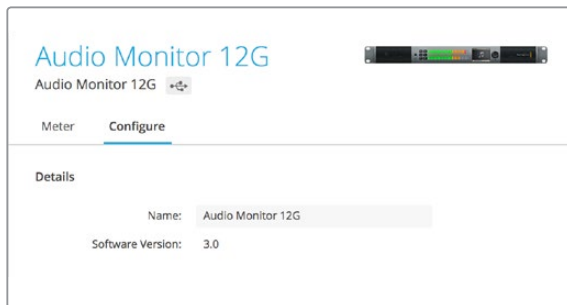 Audio Monitor 12G
Audio Monitor 12G
Meter Configure
Details
Name: Audio Monitor 12G
Software Version: 3.0